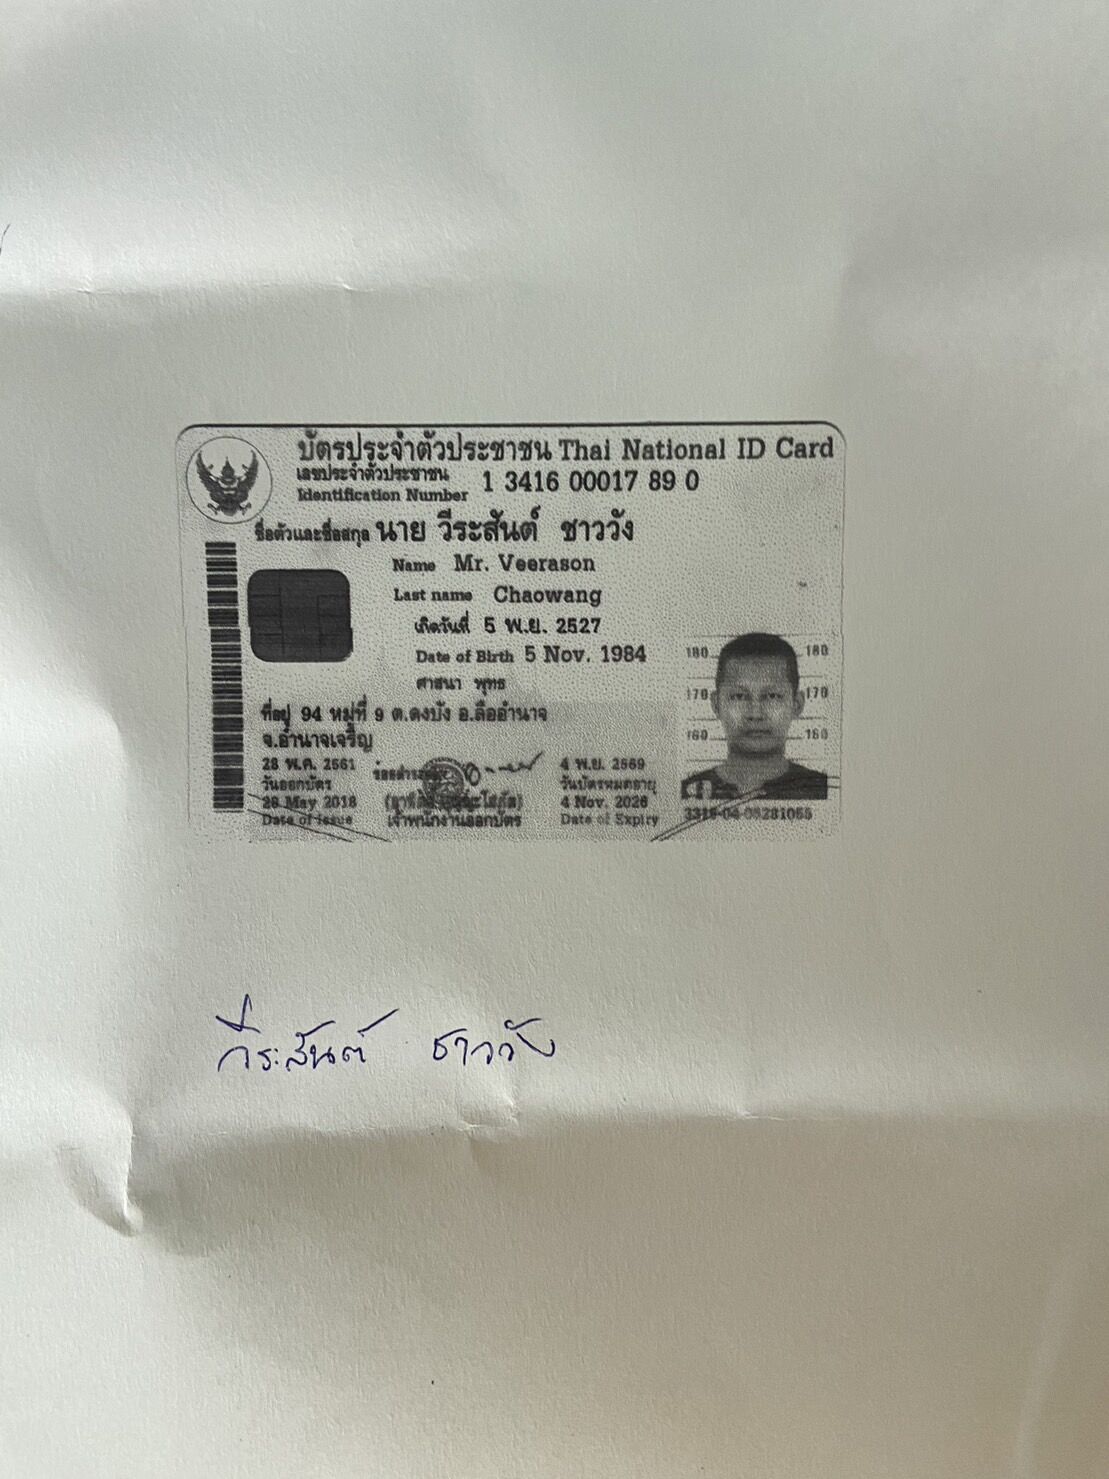 บัตรประจำตัวประชาชน Thai National ID Card
เลขประจำตัวประชาชน
Identification Number 1 3416 00017 89 0
ชื่อตัวและชื่อสกุล นาย วีระสันต์ ชาววัง
Name Mr. Veerason
Last name Chaowang
เกิดวันที่ 5 พ.ย. 2527
Date of Birth 5 Nov. 1984
ศาสนา พุทธ
ที่อยู่ 94 หมู่ที่ 9 ต.ดงบัง อ.ลืออำนาจ
จ.อำนาจเจริญ
28 พ.ค. 2561
วันออกบัตร
28 May 2018
Date of Issue
เจ้าพนักงานออกบัตร
4 พ.ย. 2569
วันบัตรหมดอายุ
4 Nov. 2026
Date of Expiry
180 180
170 170
160 160
วีระสันต์ ชาววัง